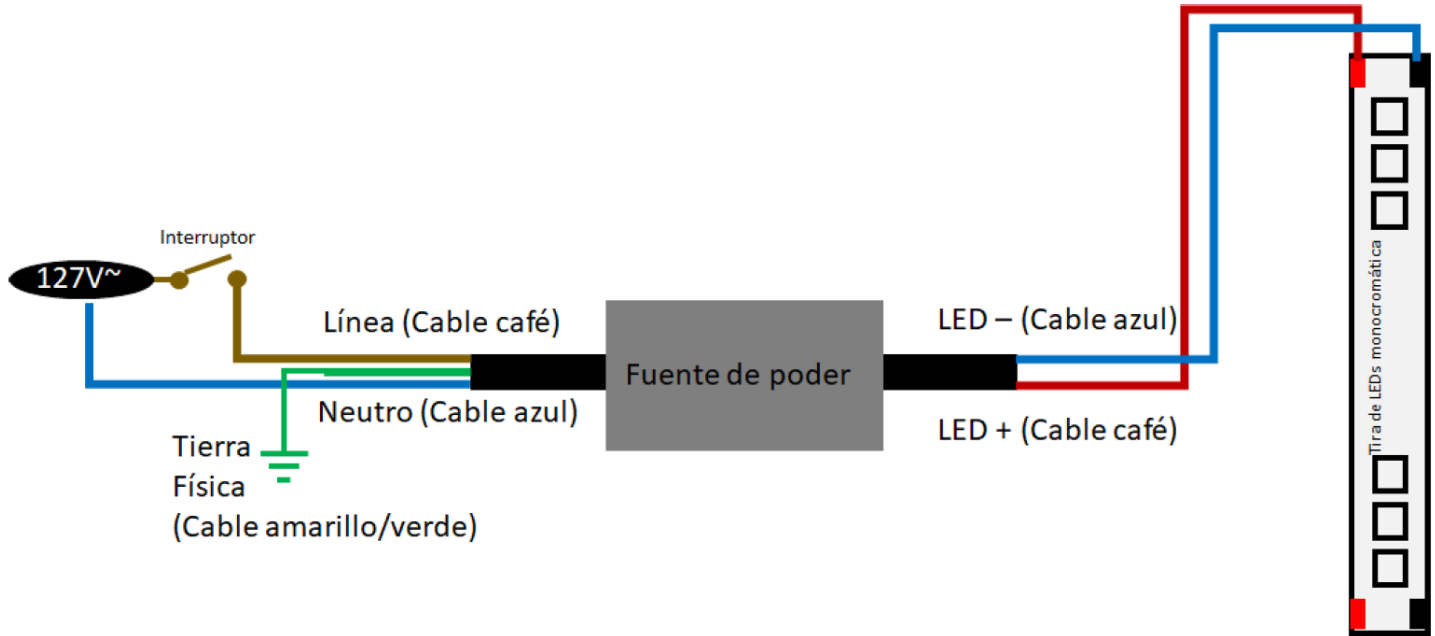 Interruptor
127V~
Línea (Cable café)
LED – (Cable azul)
Fuente de poder
Neutro (Cable azul)
LED + (Cable café)
Tierra
Física
(Cable amarillo/verde)
Tira de LEDs monocromática